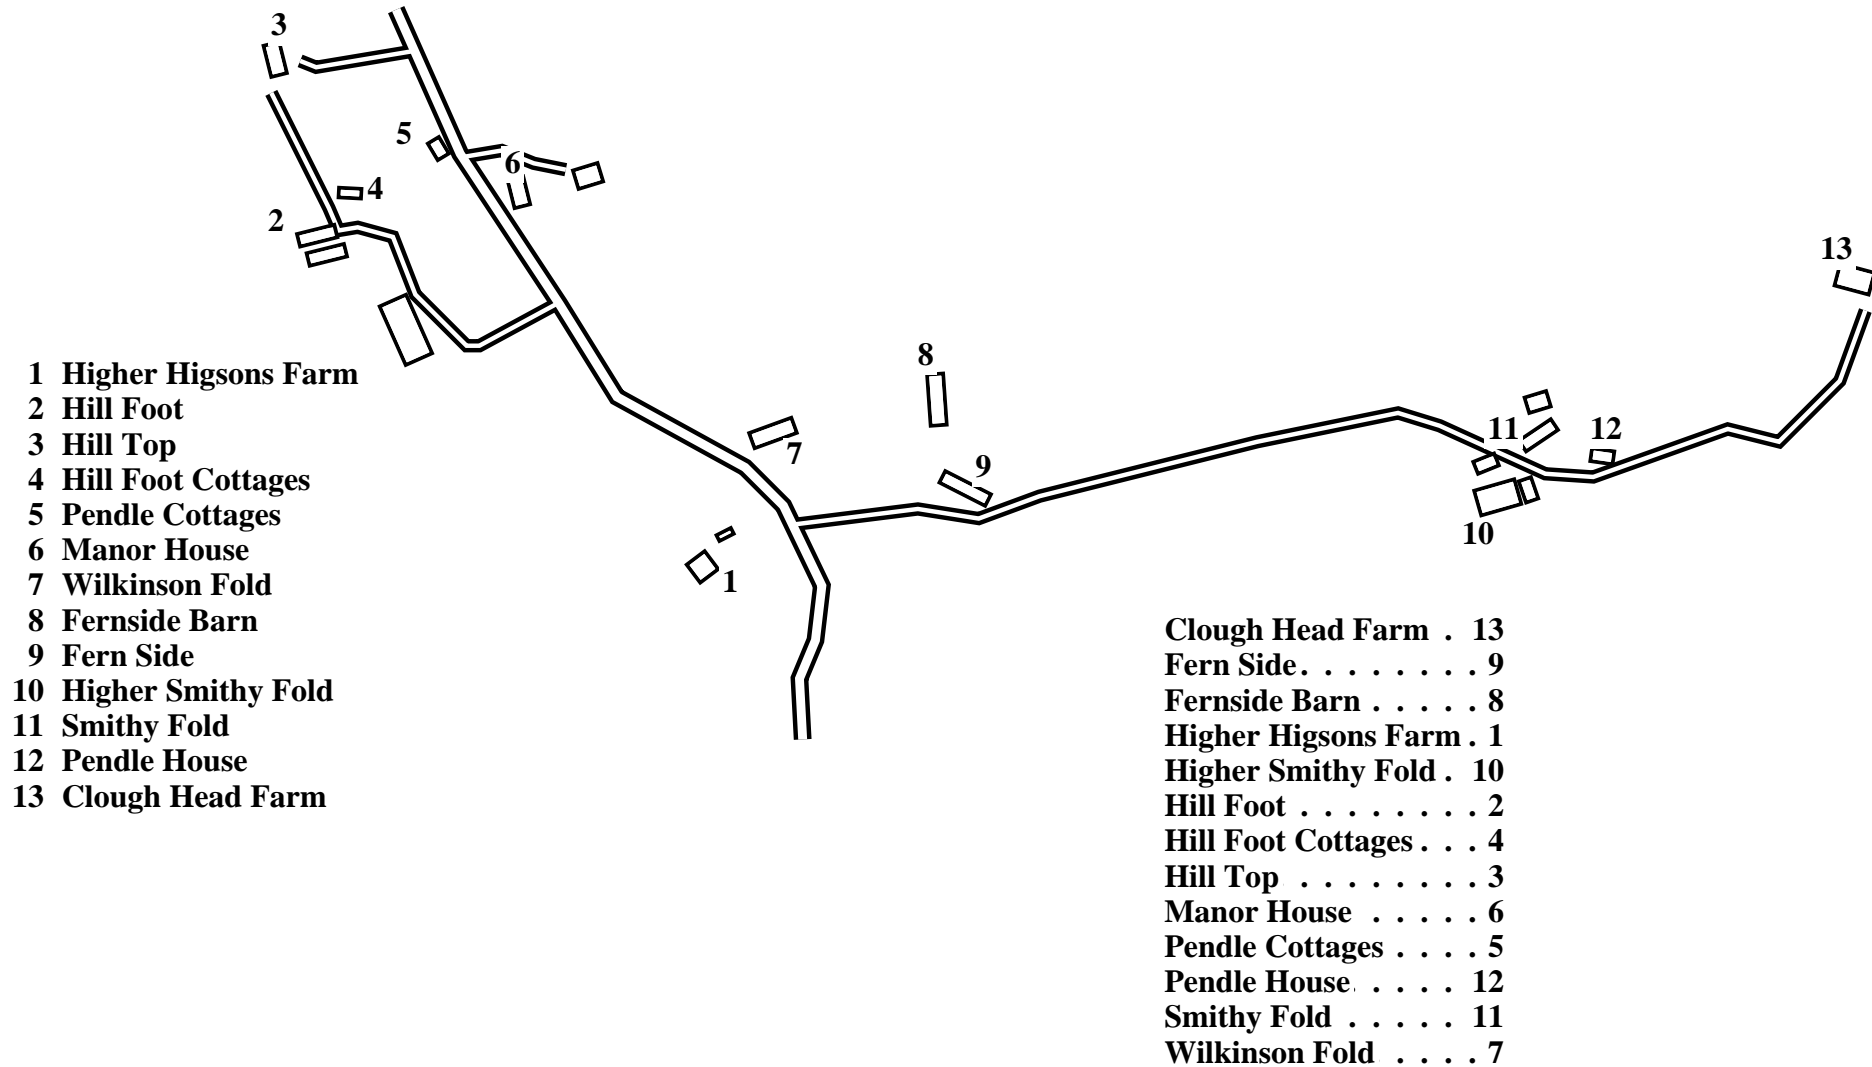 3
5
6
4
2
13
8
11
12
7
9
10
1
1 Higher Higsons Farm
2 Hill Foot
3 Hill Top
4 Hill Foot Cottages
5 Pendle Cottages
6 Manor House
7 Wilkinson Fold
8 Fernside Barn
9 Fern Side
10 Higher Smithy Fold
11 Smithy Fold
12 Pendle House
13 Clough Head Farm
Clough Head Farm . 13
Fern Side . . . . . . . . 9
Fernside Barn . . . . . 8
Higher Higsons Farm . 1
Higher Smithy Fold . 10
Hill Foot . . . . . . . . 2
Hill Foot Cottages . . . 4
Hill Top . . . . . . . . 3
Manor House . . . . . 6
Pendle Cottages . . . . 5
Pendle House . . . . . 12
Smithy Fold . . . . . 11
Wilkinson Fold . . . . . 7